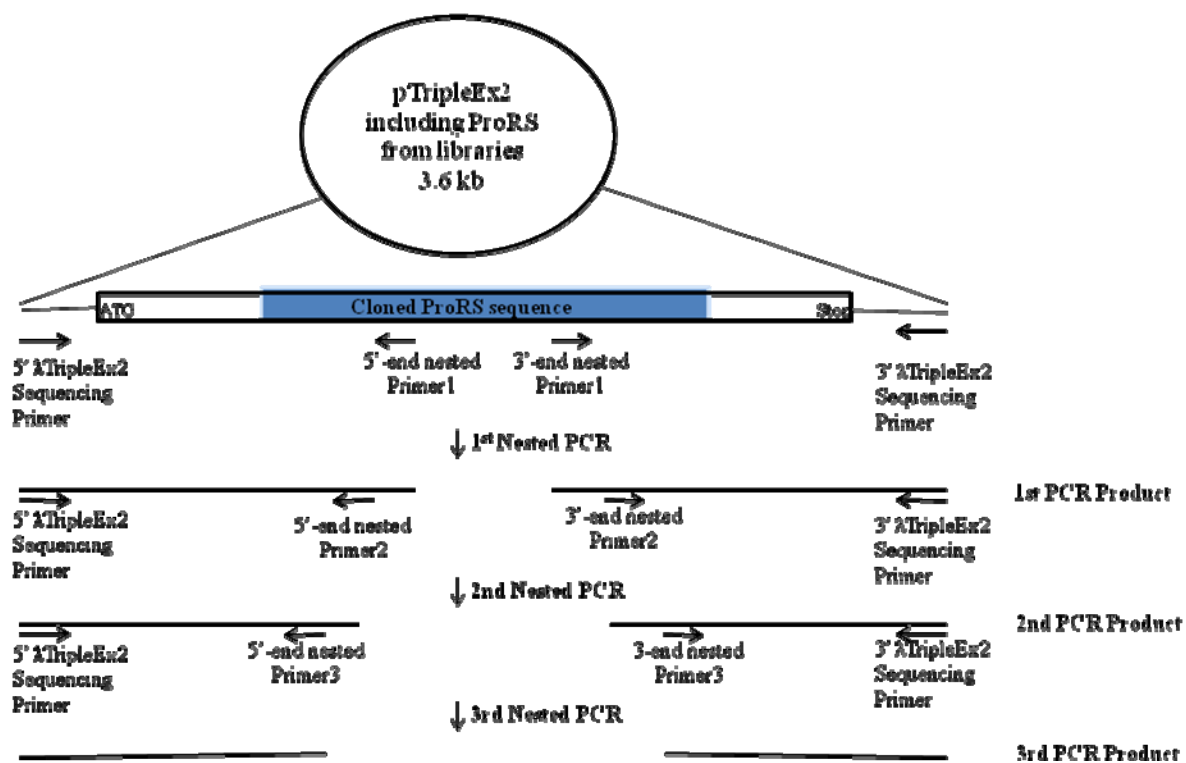 pTripleEx2
including ProRS
from libraries
3.6 kb
ATG
Cloned ProRS sequence
Stop
5' λTripleEx2
Sequencing
Primer
5'-end nested
Primer1
3'-end nested
Primer1
3' λTripleEx2
Sequencing
Primer
1st Nested PCR
1st PCR Product
5' λTripleEx2
Sequencing
Primer
5'-end nested
Primer2
3'-end nested
Primer2
3' λTripleEx2
Sequencing
Primer
2nd Nested PCR
2nd PCR Product
5' λTripleEx2
Sequencing
Primer
5'-end nested
Primer3
3-end nested
Primer3
3' λTripleEx2
Sequencing
Primer
3rd Nested PCR
3rd PCR Product